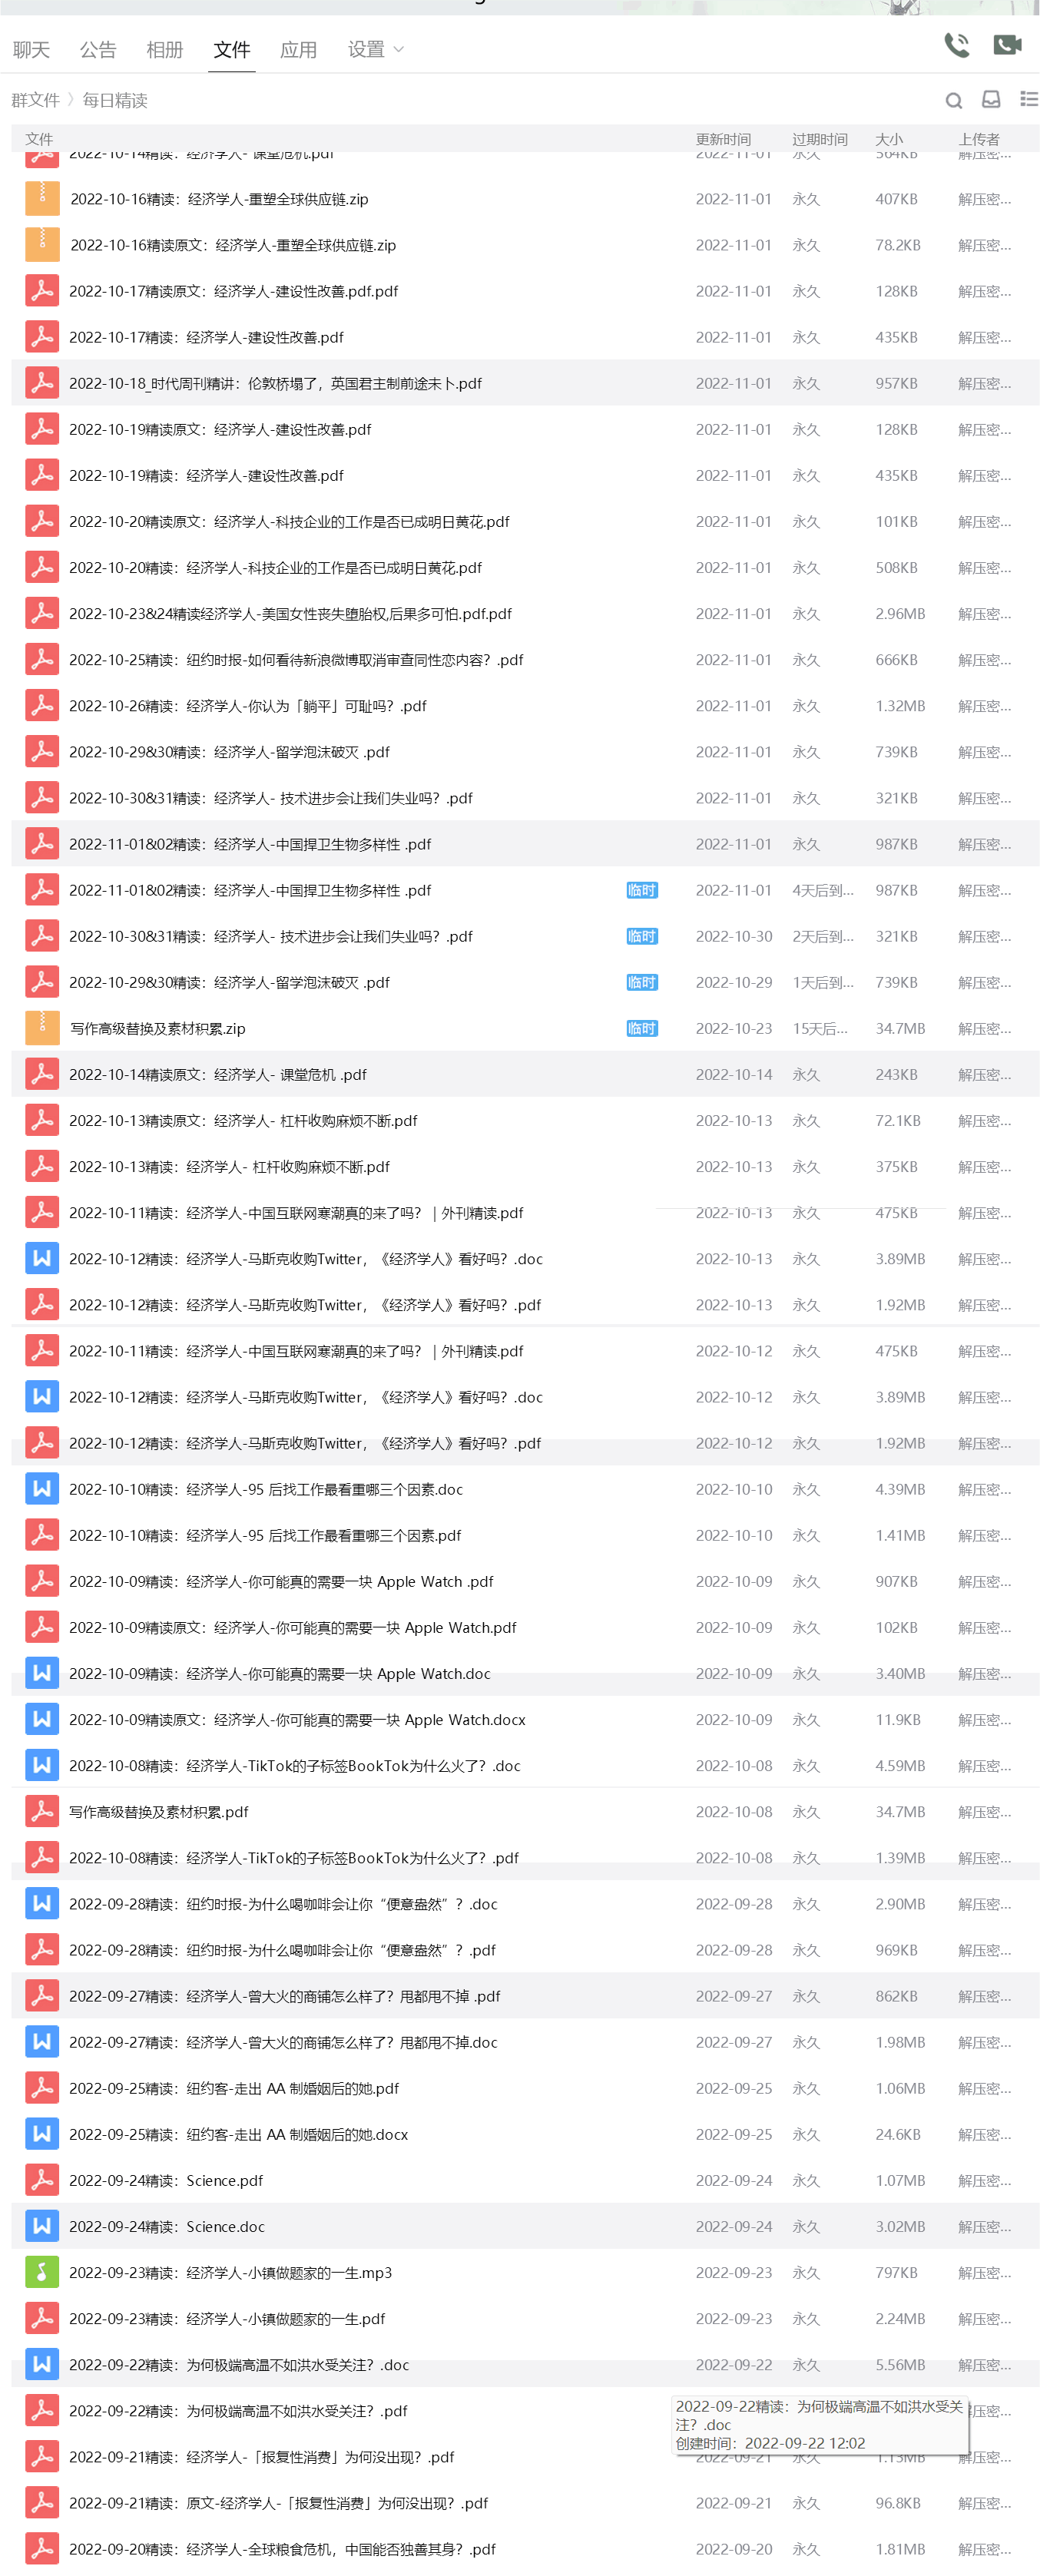 聊天 公告 相册 文件 应用 设置
群文件 > 每日精读
文件 更新时间 过期时间 大小 上传者
2022-10-14精读：经济学人- 课堂危机.pdf 2022-11-01 永久 564KB 解压密...
2022-10-16精读：经济学人-重塑全球供应链.zip 2022-11-01 永久 407KB 解压密...
2022-10-16精读原文：经济学人-重塑全球供应链.zip 2022-11-01 永久 78.2KB 解压密...
2022-10-17精读原文：经济学人-建设性改善.pdf.pdf 2022-11-01 永久 128KB 解压密...
2022-10-17精读：经济学人-建设性改善.pdf 2022-11-01 永久 435KB 解压密...
2022-10-18_时代周刊精讲：伦敦桥塌了，英国君主制前途未卜.pdf 2022-11-01 永久 957KB 解压密...
2022-10-19精读原文：经济学人-建设性改善.pdf 2022-11-01 永久 128KB 解压密...
2022-10-19精读：经济学人-建设性改善.pdf 2022-11-01 永久 435KB 解压密...
2022-10-20精读原文：经济学人-科技企业的工作是否已成明日黄花.pdf 2022-11-01 永久 101KB 解压密...
2022-10-20精读：经济学人-科技企业的工作是否已成明日黄花.pdf 2022-11-01 永久 508KB 解压密...
2022-10-23&24精读经济学人-美国女性丧失堕胎权,后果多可怕.pdf.pdf 2022-11-01 永久 2.96MB 解压密...
2022-10-25精读：纽约时报-如何看待新浪微博取消审查同性恋内容？.pdf 2022-11-01 永久 666KB 解压密...
2022-10-26精读：经济学人-你认为「躺平」可耻吗？.pdf 2022-11-01 永久 1.32MB 解压密...
2022-10-29&30精读：经济学人-留学泡沫破灭 .pdf 2022-11-01 永久 739KB 解压密...
2022-10-30&31精读：经济学人- 技术进步会让我们失业吗？.pdf 2022-11-01 永久 321KB 解压密...
2022-11-01&02精读：经济学人-中国捍卫生物多样性 .pdf 2022-11-01 永久 987KB 解压密...
2022-11-01&02精读：经济学人-中国捍卫生物多样性 .pdf 临时 2022-11-01 4天后到... 987KB 解压密...
2022-10-30&31精读：经济学人- 技术进步会让我们失业吗？.pdf 临时 2022-10-30 2天后到... 321KB 解压密...
2022-10-29&30精读：经济学人-留学泡沫破灭 .pdf 临时 2022-10-29 1天后到... 739KB 解压密...
写作高级替换及素材积累.zip 临时 2022-10-23 15天后... 34.7MB 解压密...
2022-10-14精读原文：经济学人- 课堂危机 .pdf 2022-10-14 永久 243KB 解压密...
2022-10-13精读原文：经济学人- 杠杆收购麻烦不断.pdf 2022-10-13 永久 72.1KB 解压密...
2022-10-13精读：经济学人- 杠杆收购麻烦不断.pdf 2022-10-13 永久 375KB 解压密...
2022-10-11精读：经济学人-中国互联网寒潮真的来了吗？ | 外刊精读.pdf 2022-10-13 永久 475KB 解压密...
2022-10-12精读：经济学人-马斯克收购Twitter，《经济学人》看好吗？.doc 2022-10-13 永久 3.89MB 解压密...
2022-10-12精读：经济学人-马斯克收购Twitter，《经济学人》看好吗？.pdf 2022-10-13 永久 1.92MB 解压密...
2022-10-11精读：经济学人-中国互联网寒潮真的来了吗？ | 外刊精读.pdf 2022-10-12 永久 475KB 解压密...
2022-10-12精读：经济学人-马斯克收购Twitter，《经济学人》看好吗？.doc 2022-10-12 永久 3.89MB 解压密...
2022-10-12精读：经济学人-马斯克收购Twitter，《经济学人》看好吗？.pdf 2022-10-12 永久 1.92MB 解压密...
2022-10-10精读：经济学人-95 后找工作最看重哪三个因素.doc 2022-10-10 永久 4.39MB 解压密...
2022-10-10精读：经济学人-95 后找工作最看重哪三个因素.pdf 2022-10-10 永久 1.41MB 解压密...
2022-10-09精读：经济学人-你可能真的需要一块 Apple Watch .pdf 2022-10-09 永久 907KB 解压密...
2022-10-09精读原文：经济学人-你可能真的需要一块 Apple Watch.pdf 2022-10-09 永久 102KB 解压密...
2022-10-09精读：经济学人-你可能真的需要一块 Apple Watch.doc 2022-10-09 永久 3.40MB 解压密...
2022-10-09精读原文：经济学人-你可能真的需要一块 Apple Watch.docx 2022-10-09 永久 11.9KB 解压密...
2022-10-08精读：经济学人-TikTok的子标签BookTok为什么火了？.doc 2022-10-08 永久 4.59MB 解压密...
写作高级替换及素材积累.pdf 2022-10-08 永久 34.7MB 解压密...
2022-10-08精读：经济学人-TikTok的子标签BookTok为什么火了？.pdf 2022-10-08 永久 1.39MB 解压密...
2022-09-28精读：纽约时报-为什么喝咖啡会让你“便意盎然”？.doc 2022-09-28 永久 2.90MB 解压密...
2022-09-28精读：纽约时报-为什么喝咖啡会让你“便意盎然”？.pdf 2022-09-28 永久 969KB 解压密...
2022-09-27精读：经济学人-曾大火的商铺怎么样了？甩都甩不掉 .pdf 2022-09-27 永久 862KB 解压密...
2022-09-27精读：经济学人-曾大火的商铺怎么样了？甩都甩不掉.doc 2022-09-27 永久 1.98MB 解压密...
2022-09-25精读：纽约客-走出 AA 制婚姻后的她.pdf 2022-09-25 永久 1.06MB 解压密...
2022-09-25精读：纽约客-走出 AA 制婚姻后的她.docx 2022-09-25 永久 24.6KB 解压密...
2022-09-24精读：Science.pdf 2022-09-24 永久 1.07MB 解压密...
2022-09-24精读：Science.doc 2022-09-24 永久 3.02MB 解压密...
2022-09-23精读：经济学人-小镇做题家的一生.mp3 2022-09-23 永久 797KB 解压密...
2022-09-23精读：经济学人-小镇做题家的一生.pdf 2022-09-23 永久 2.24MB 解压密...
2022-09-22精读：为何极端高温不如洪水受关注？.doc 2022-09-22 永久 5.56MB 解压密...
2022-09-22精读：为何极端高温不如洪水受关注？.pdf 解压密...
2022-09-22精读：为何极端高温不如洪水受关
注？.doc
创建时间：2022-09-22 12:02
2022-09-21精读：经济学人-「报复性消费」为何没出现？.pdf 2022-09-21 永久 1.13MB 解压密...
2022-09-21精读：原文-经济学人-「报复性消费」为何没出现？.pdf 2022-09-21 永久 96.8KB 解压密...
2022-09-20精读：经济学人-全球粮食危机，中国能否独善其身？.pdf 2022-09-20 永久 1.81MB 解压密...